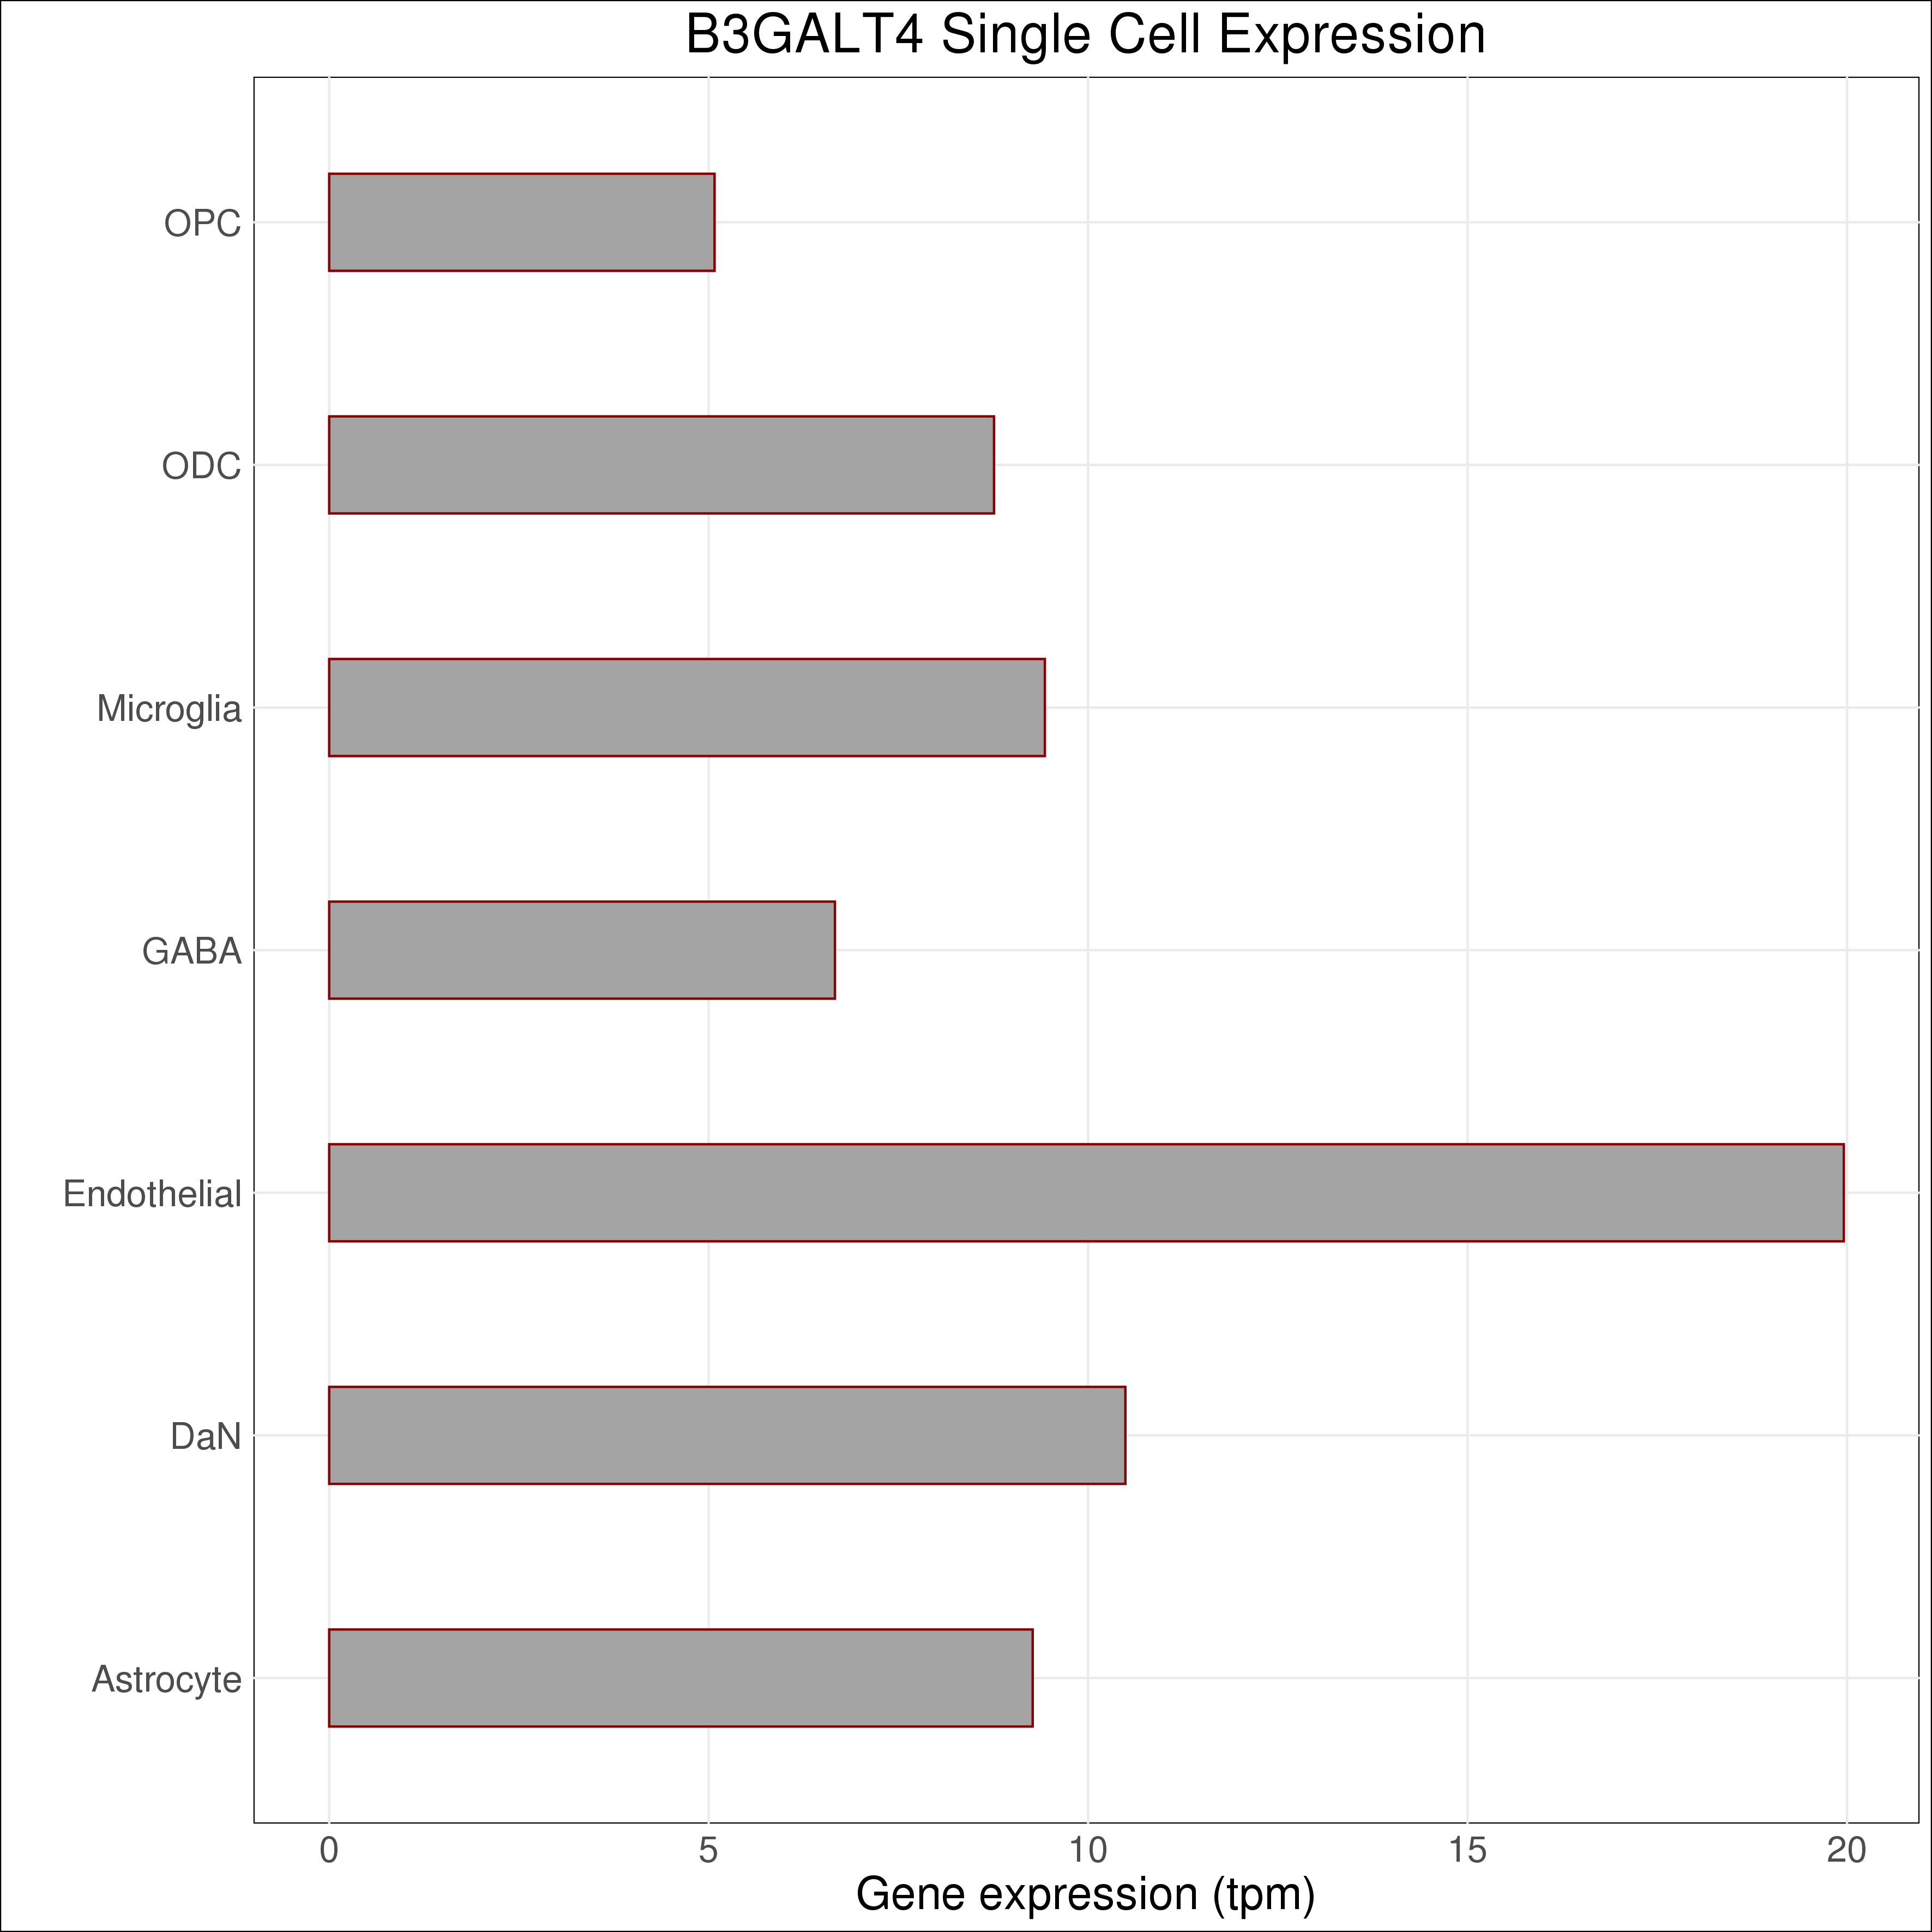 B3GALT4 Single Cell Expression
OPC
ODC
Microglia
GABA
Endothelial
DaN
Astrocyte
0 5 10 15 20
Gene expression (tpm)